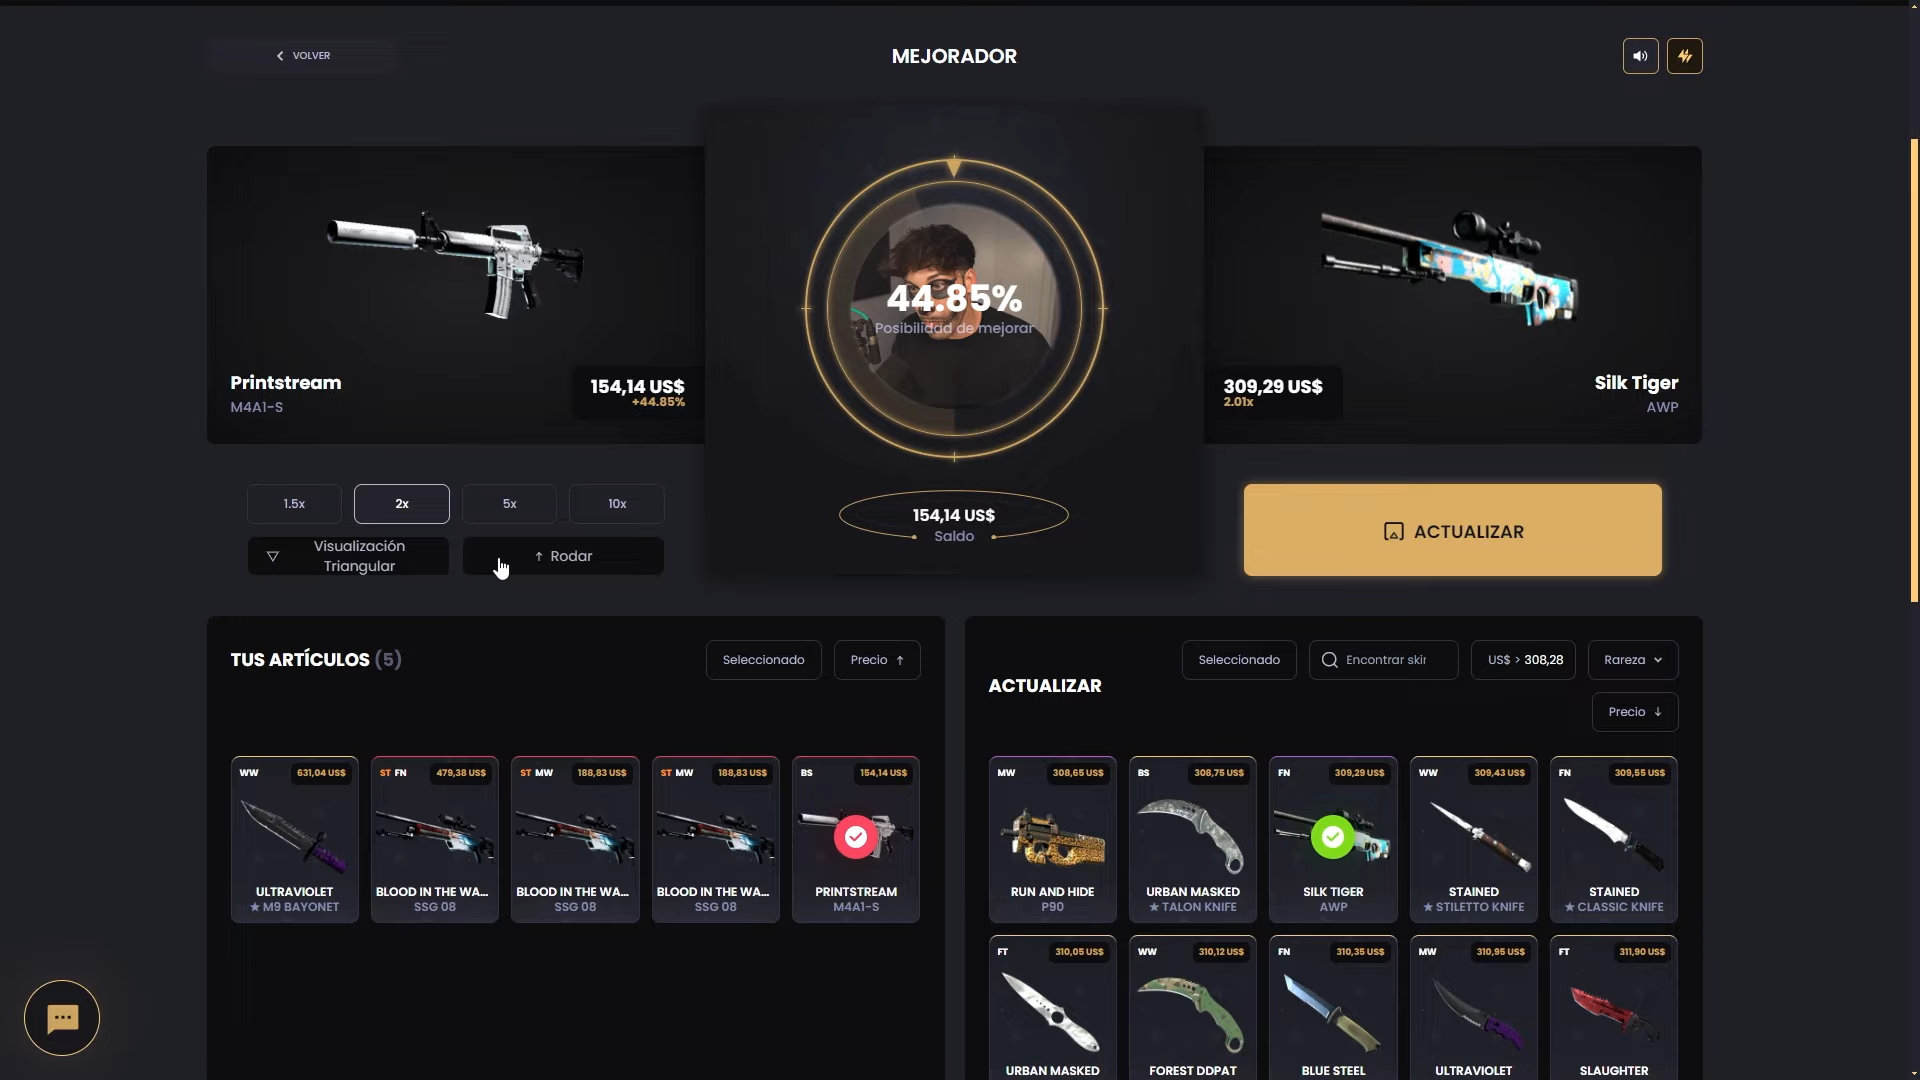 VOLVER
MEJORADOR
44.85%
Posibilidad de mejorar
Printstream
M4A1-S
154,14 US$
+44.85%
309,29 US$
2.01x
Silk Tiger
AWP
1.5x
2x
5x
10x
Visualización
Triangular
↑ Rodar
154,14 US$
Saldo
ACTUALIZAR
TUS ARTÍCULOS (5)
Seleccionado
Precio ↑
ACTUALIZAR
Seleccionado
Encontrar skir
US$ > 308,28
Rareza
Precio ↓
WW 631,04 US$
ULTRAVIOLET
★ M9 BAYONET
ST FN 479,38 US$
BLOOD IN THE WA...
SSG 08
ST MW 188,83 US$
BLOOD IN THE WA...
SSG 08
ST MW 188,83 US$
BLOOD IN THE WA...
SSG 08
BS 154,14 US$
PRINTSTREAM
M4A1-S
MW 308,65 US$
RUN AND HIDE
P90
BS 308,75 US$
URBAN MASKED
★ TALON KNIFE
FN 309,29 US$
SILK TIGER
AWP
WW 309,43 US$
STAINED
★ STILETTO KNIFE
FN 309,55 US$
STAINED
★ CLASSIC KNIFE
FT 310,05 US$
URBAN MASKED
WW 310,12 US$
FOREST DDPAT
FN 310,35 US$
BLUE STEEL
MW 310,95 US$
ULTRAVIOLET
FT 311,90 US$
SLAUGHTER